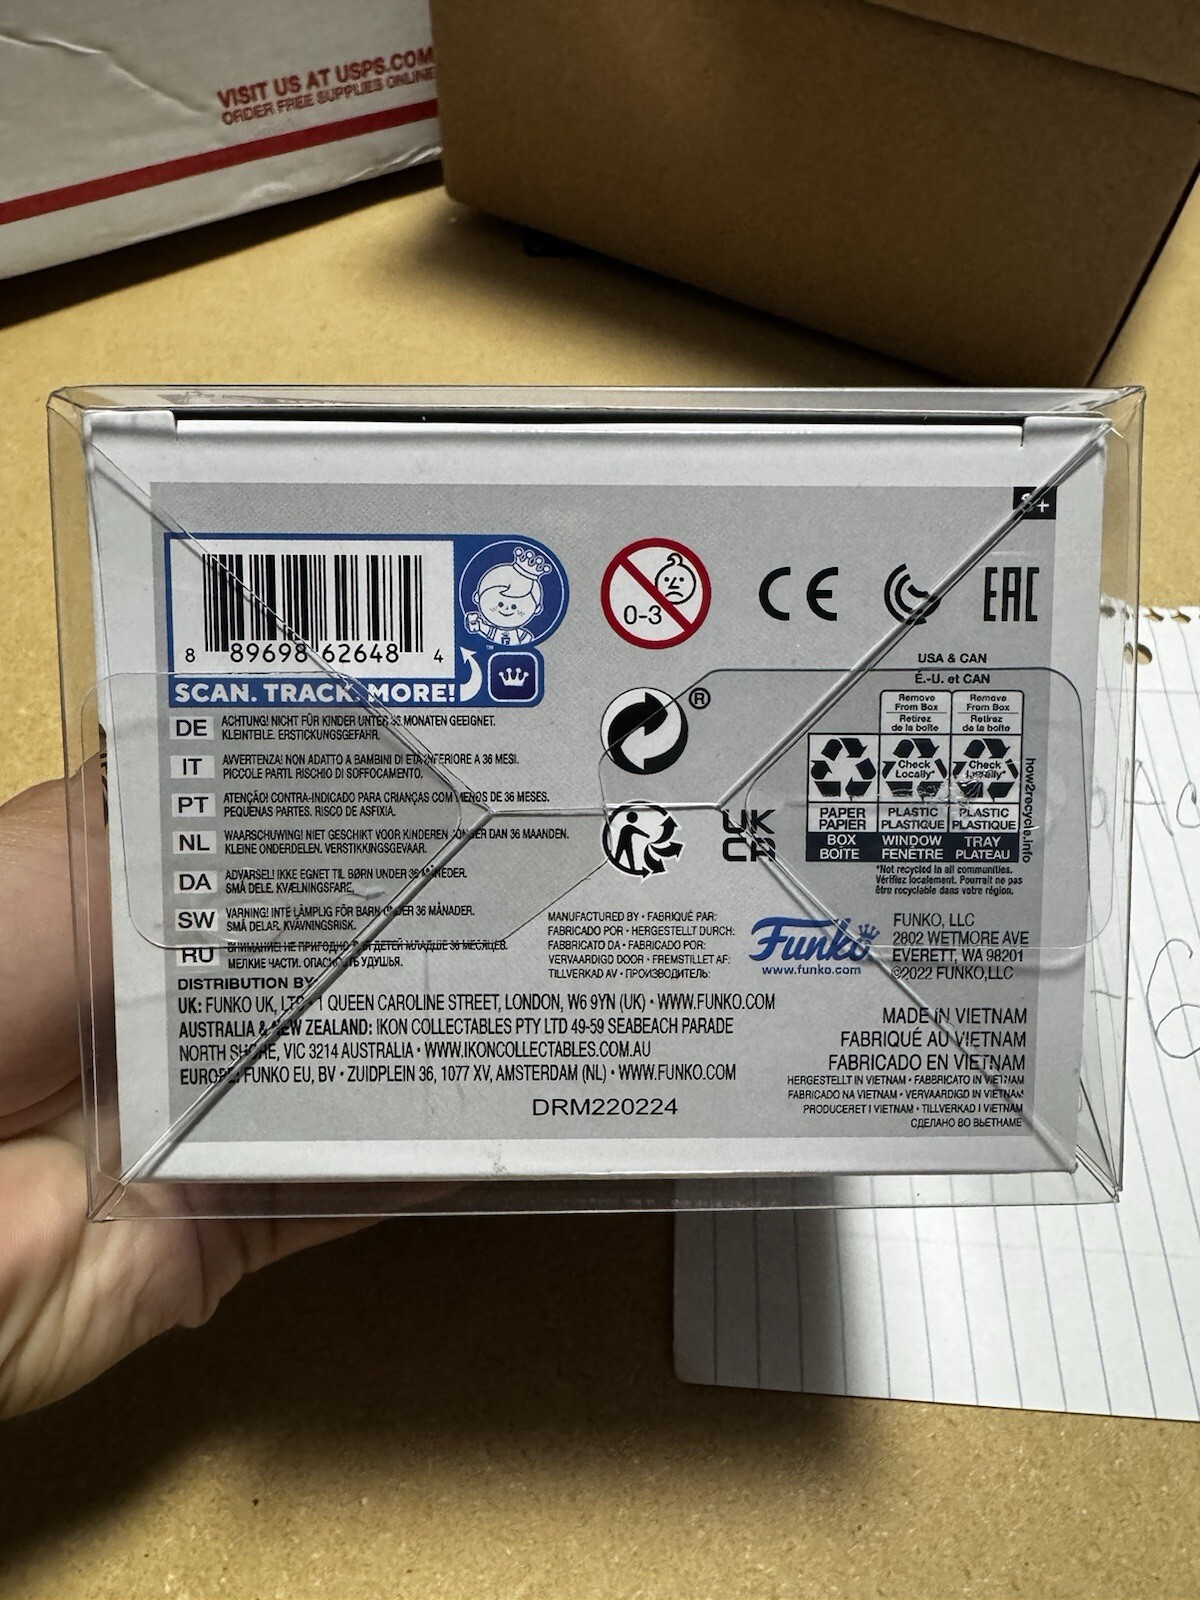 VISIT US AT USPS.COM
ORDER FREE SUPPLIES ONLINE
3+
8 89698 62648 4
SCAN. TRACK. MORE!
™
0-3
CE
EAC
DE ACHTUNG! NICHT FÜR KINDER UNTER 36 MONATEN GEEIGNET.
KLEINTEILE. ERSTICKUNGSGEFAHR.
IT AVVERTENZA! NON ADATTO A BAMBINI DI ETÀ INFERIORE A 36 MESI.
PICCOLE PARTI. RISCHIO DI SOFFOCAMENTO.
PT ATENÇÃO! CONTRA-INDICADO PARA CRIANÇAS COM MENOS DE 36 MESES.
PEQUENAS PARTES. RISCO DE ASFIXIA.
NL WAARSCHUWING! NIET GESCHIKT VOOR KINDEREN JONGER DAN 36 MAANDEN.
KLEINE ONDERDELEN. VERSTIKKINGSGEVAAR.
DA ADVARSEL! IKKE EGNET TIL BØRN UNDER 36 MÅNEDER.
SMÅ DELE. KVÆLNINGSFARE.
SW VARNING! INTE LÄMPLIG FÖR BARN UNDER 36 MÅNADER.
SMÅ DELAR. KVÄVNINGSRISK.
RU ВНИМАНИЕ! НЕ ПРИГОДНО ДЛЯ ДЕТЕЙ МЛАДШЕ 36 МЕСЯЦЕВ.
МЕЛКИЕ ЧАСТИ. ОПАСНОСТЬ УДУШЬЯ.
®
UK
CA
USA & CAN
É.-U. et CAN
Remove From Box
Retirez de la boîte
Remove From Box
Retirez de la boîte
Check Locally*
Check Locally*
PAPER
PAPIER
PLASTIC
PLASTIQUE
PLASTIC
PLASTIQUE
BOX
BOÎTE
WINDOW
FENÊTRE
TRAY
PLATEAU
how2recycle.info
*Not recycled in all communities.
Vérifiez localement. Pourrait ne pas
être recyclable dans votre région.
MANUFACTURED BY • FABRIQUÉ PAR:
FABRICADO POR • HERGESTELLT DURCH:
FABBRICATO DA • FABRICADO POR:
VERVAARDIGD DOOR • FREMSTILLET AF:
TILLVERKAD AV • ПРОИЗВОДИТЕЛЬ:
Funko
www.funko.com
FUNKO, LLC
2802 WETMORE AVE
EVERETT, WA 98201
©2022 FUNKO,LLC
DISTRIBUTION BY:
UK: FUNKO UK, LTD • 1 QUEEN CAROLINE STREET, LONDON, W6 9YN (UK) • WWW.FUNKO.COM
AUSTRALIA & NEW ZEALAND: IKON COLLECTABLES PTY LTD 49-59 SEABEACH PARADE
NORTH SHORE, VIC 3214 AUSTRALIA • WWW.IKONCOLLECTABLES.COM.AU
EUROPE: FUNKO EU, BV • ZUIDPLEIN 36, 1077 XV, AMSTERDAM (NL) • WWW.FUNKO.COM
DRM220224
MADE IN VIETNAM
FABRIQUÉ AU VIETNAM
FABRICADO EN VIETNAM
HERGESTELLT IN VIETNAM • FABBRICATO IN VIETNAM
FABRICADO NA VIETNAM • VERVAARDIGD IN VIETNAM
PRODUCERET I VIETNAM • TILLVERKAD I VIETNAM
СДЕЛАНО ВО ВЬЕТНАМЕ